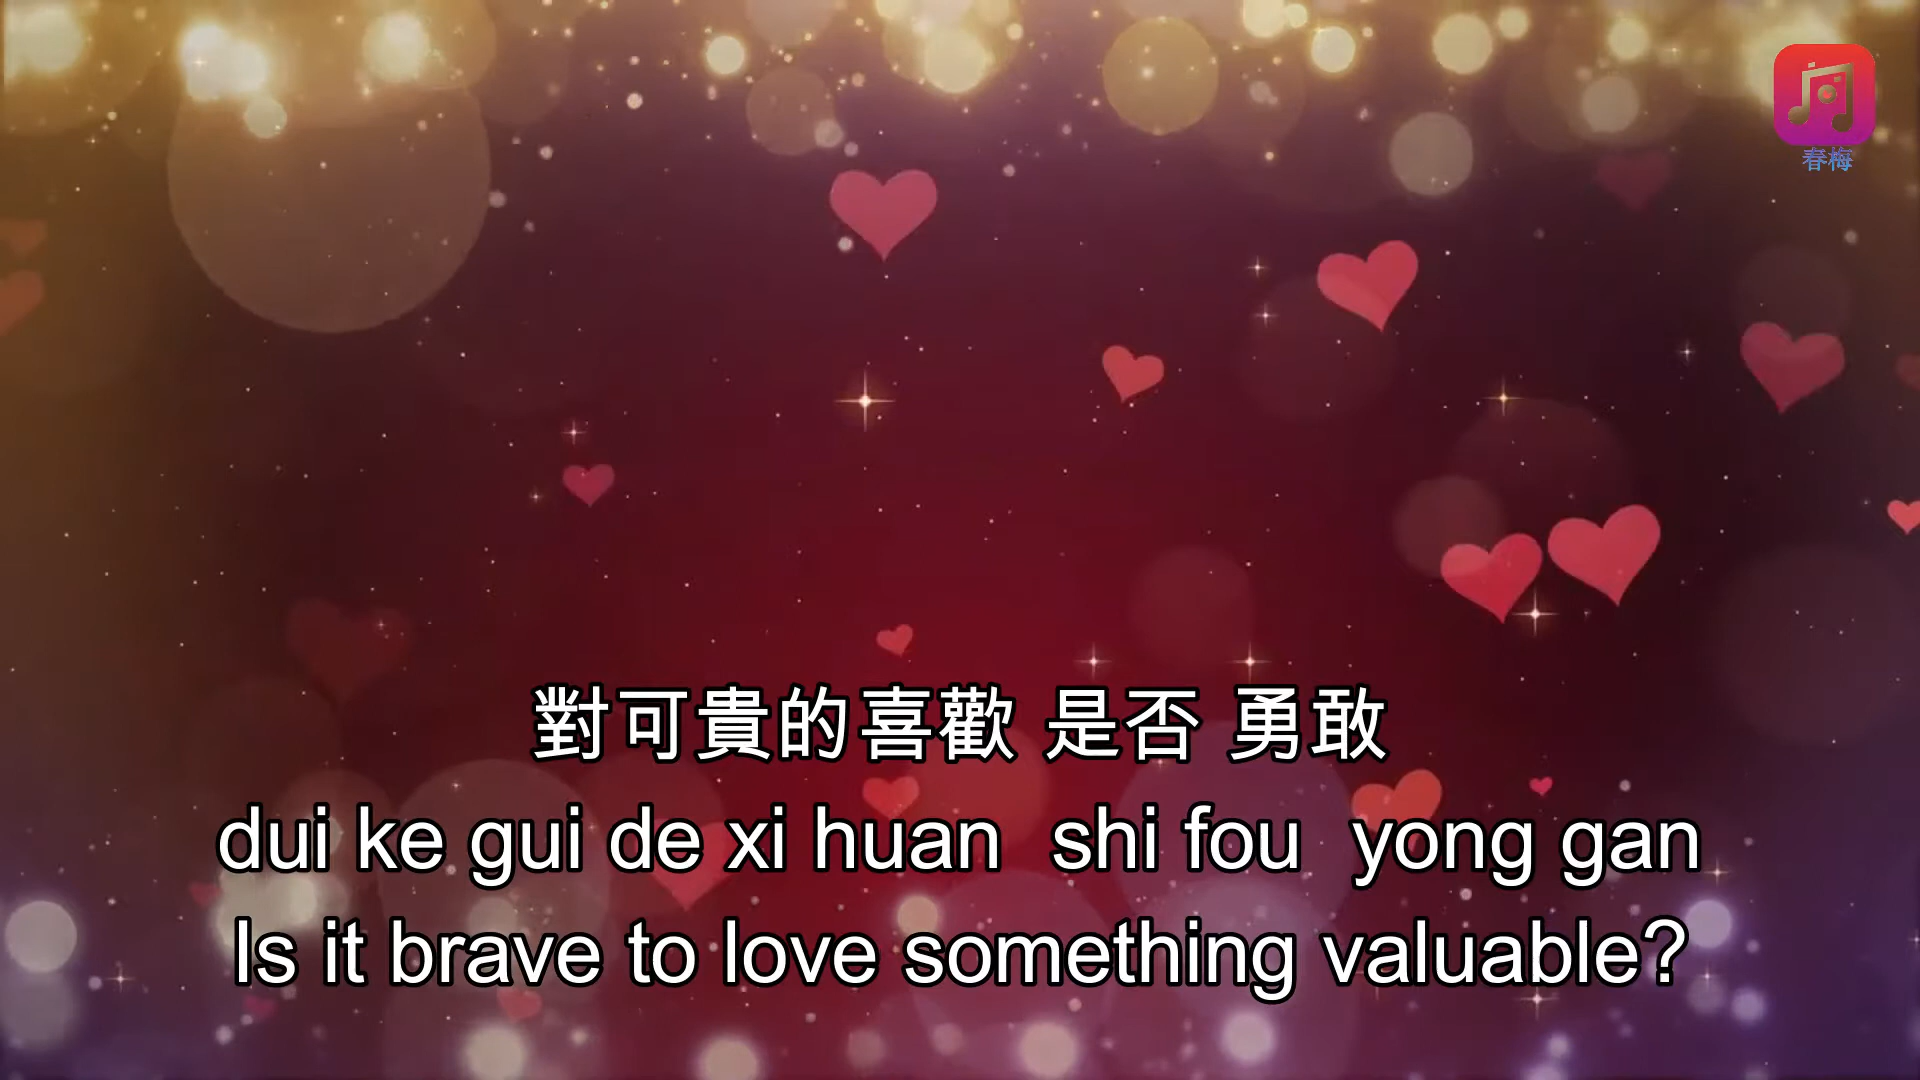 春梅
對可貴的喜歡 是否 勇敢
dui ke gui de xi huan  shi fou  yong gan
Is it brave to love something valuable?